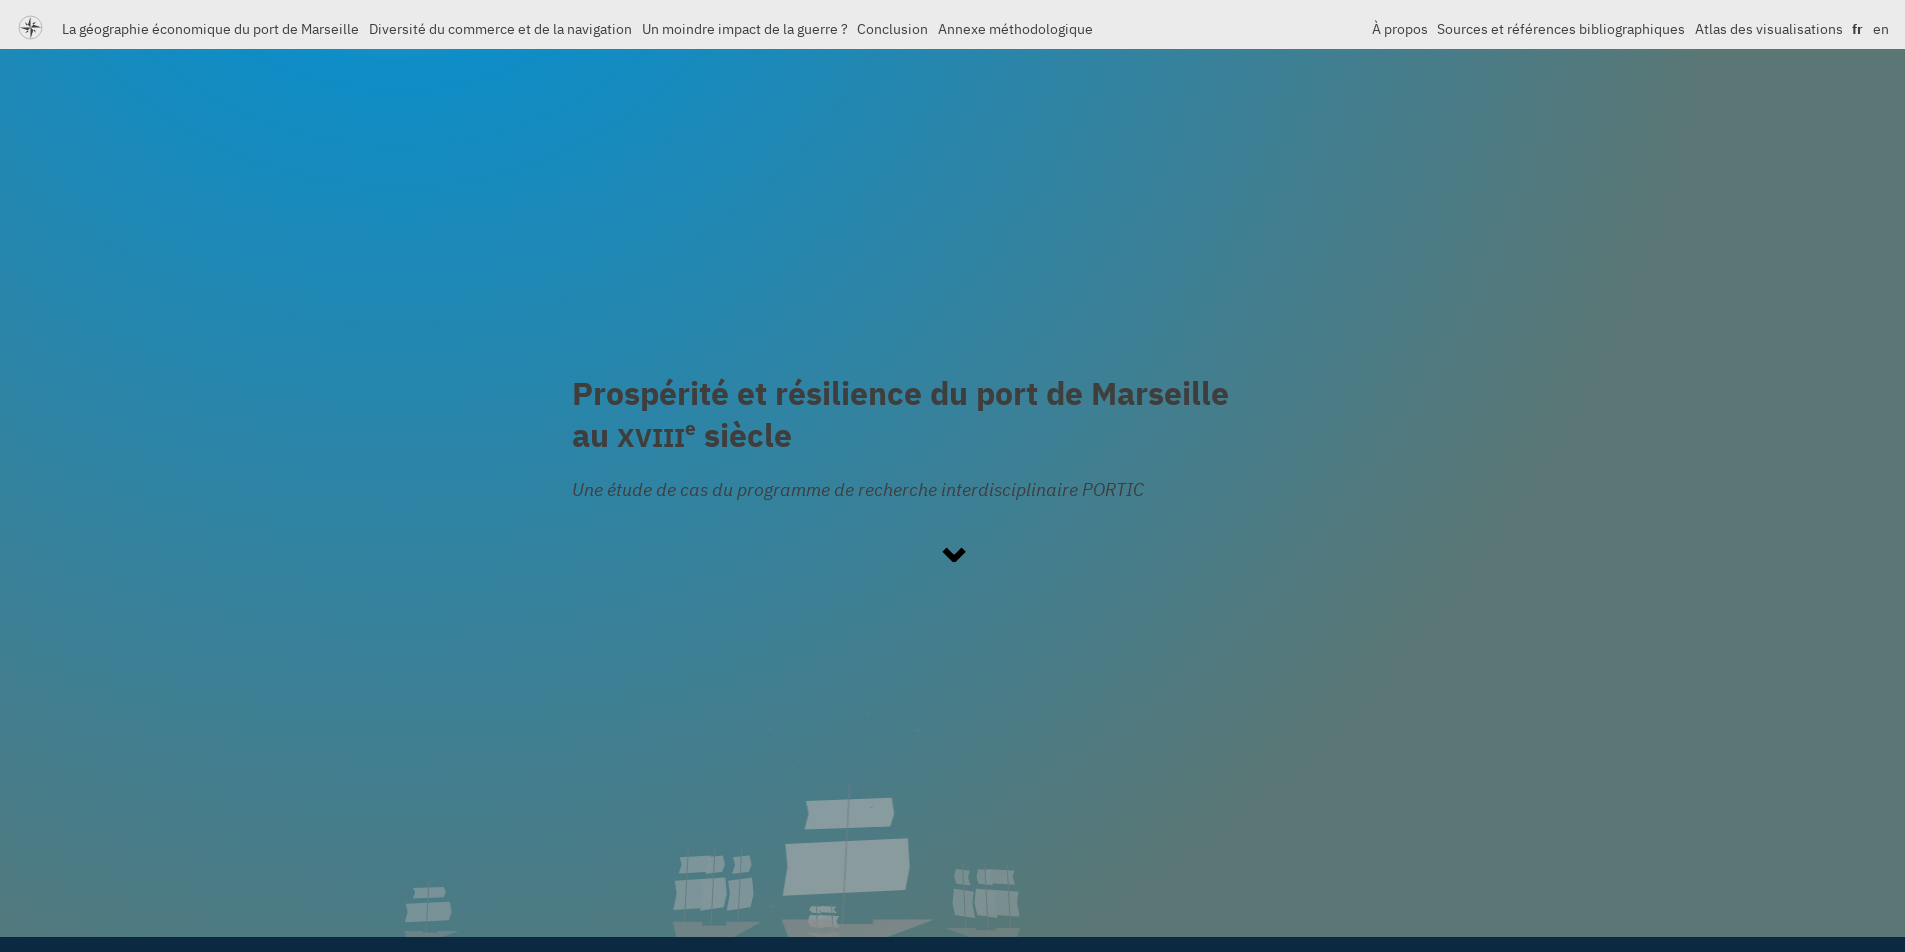 La géographie économique du port de Marseille Diversité du commerce et de la navigation Un moindre impact de la guerre ? Conclusion Annexe méthodologique À propos Sources et références bibliographiques Atlas des visualisations fr en
Prospérité et résilience du port de Marseille
au XVIIIe siècle
Une étude de cas du programme de recherche interdisciplinaire PORTIC